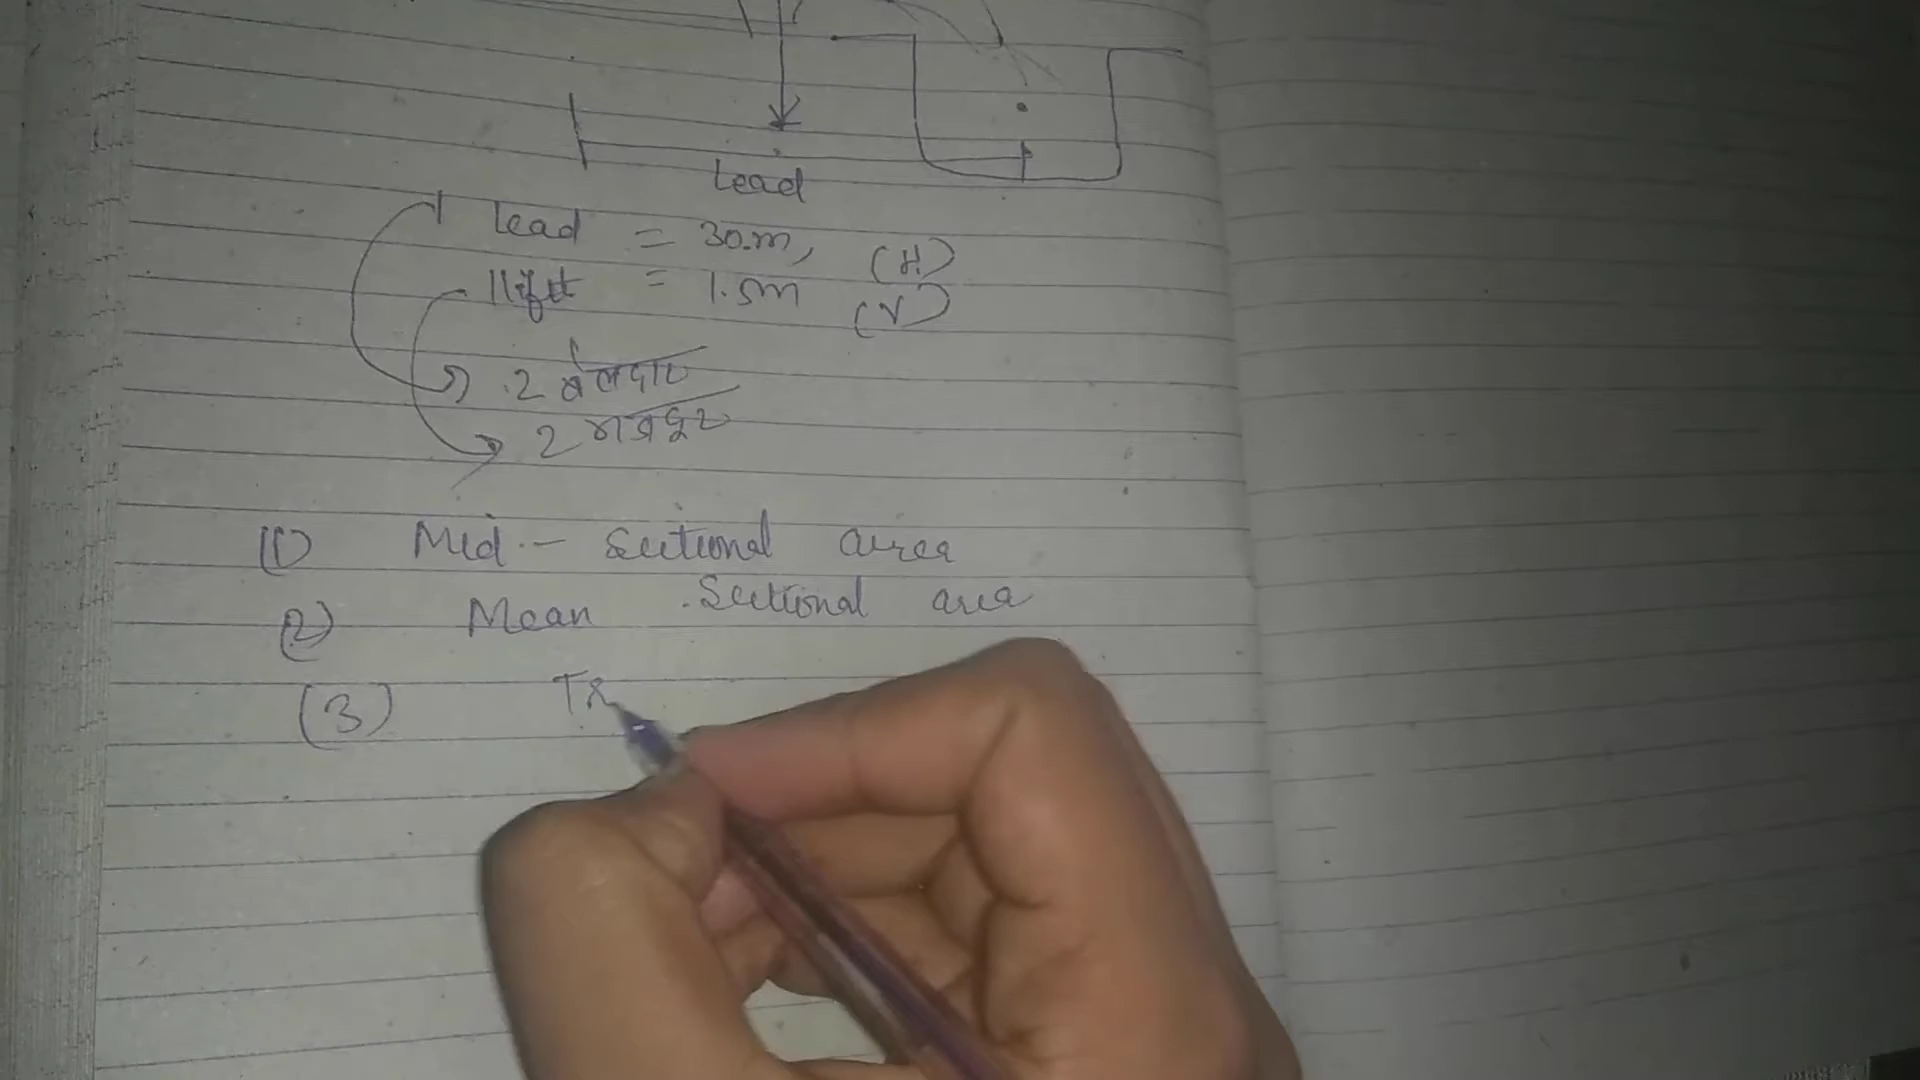 Lead
Lead = 30.m, (H)
lift = 1.5m (V)
2 बेलदार
2 मजदूर
(1) Mid - Sectional area
(2) Mean Sectional area
(3) Tr